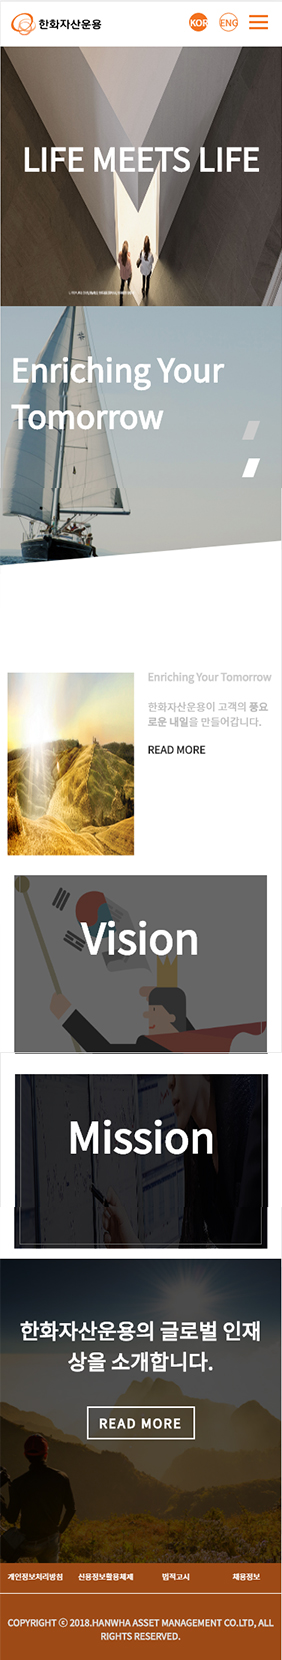 한화자산운용
KOR
ENG
LIFE MEETS LIFE
Enriching Your
Tomorrow
Enriching Your Tomorrow
한화자산운용이 고객의 풍요
로운 내일을 만들어갑니다.
READ MORE
Vision
Mission
한화자산운용의 글로벌 인재
상을 소개합니다.
READ MORE
개인정보처리방침 신용정보활용체제 법적고시 채용정보
COPYRIGHT ⓒ 2018.HANWHA ASSET MANAGEMENT CO.LTD, ALL
RIGHTS RESERVED.